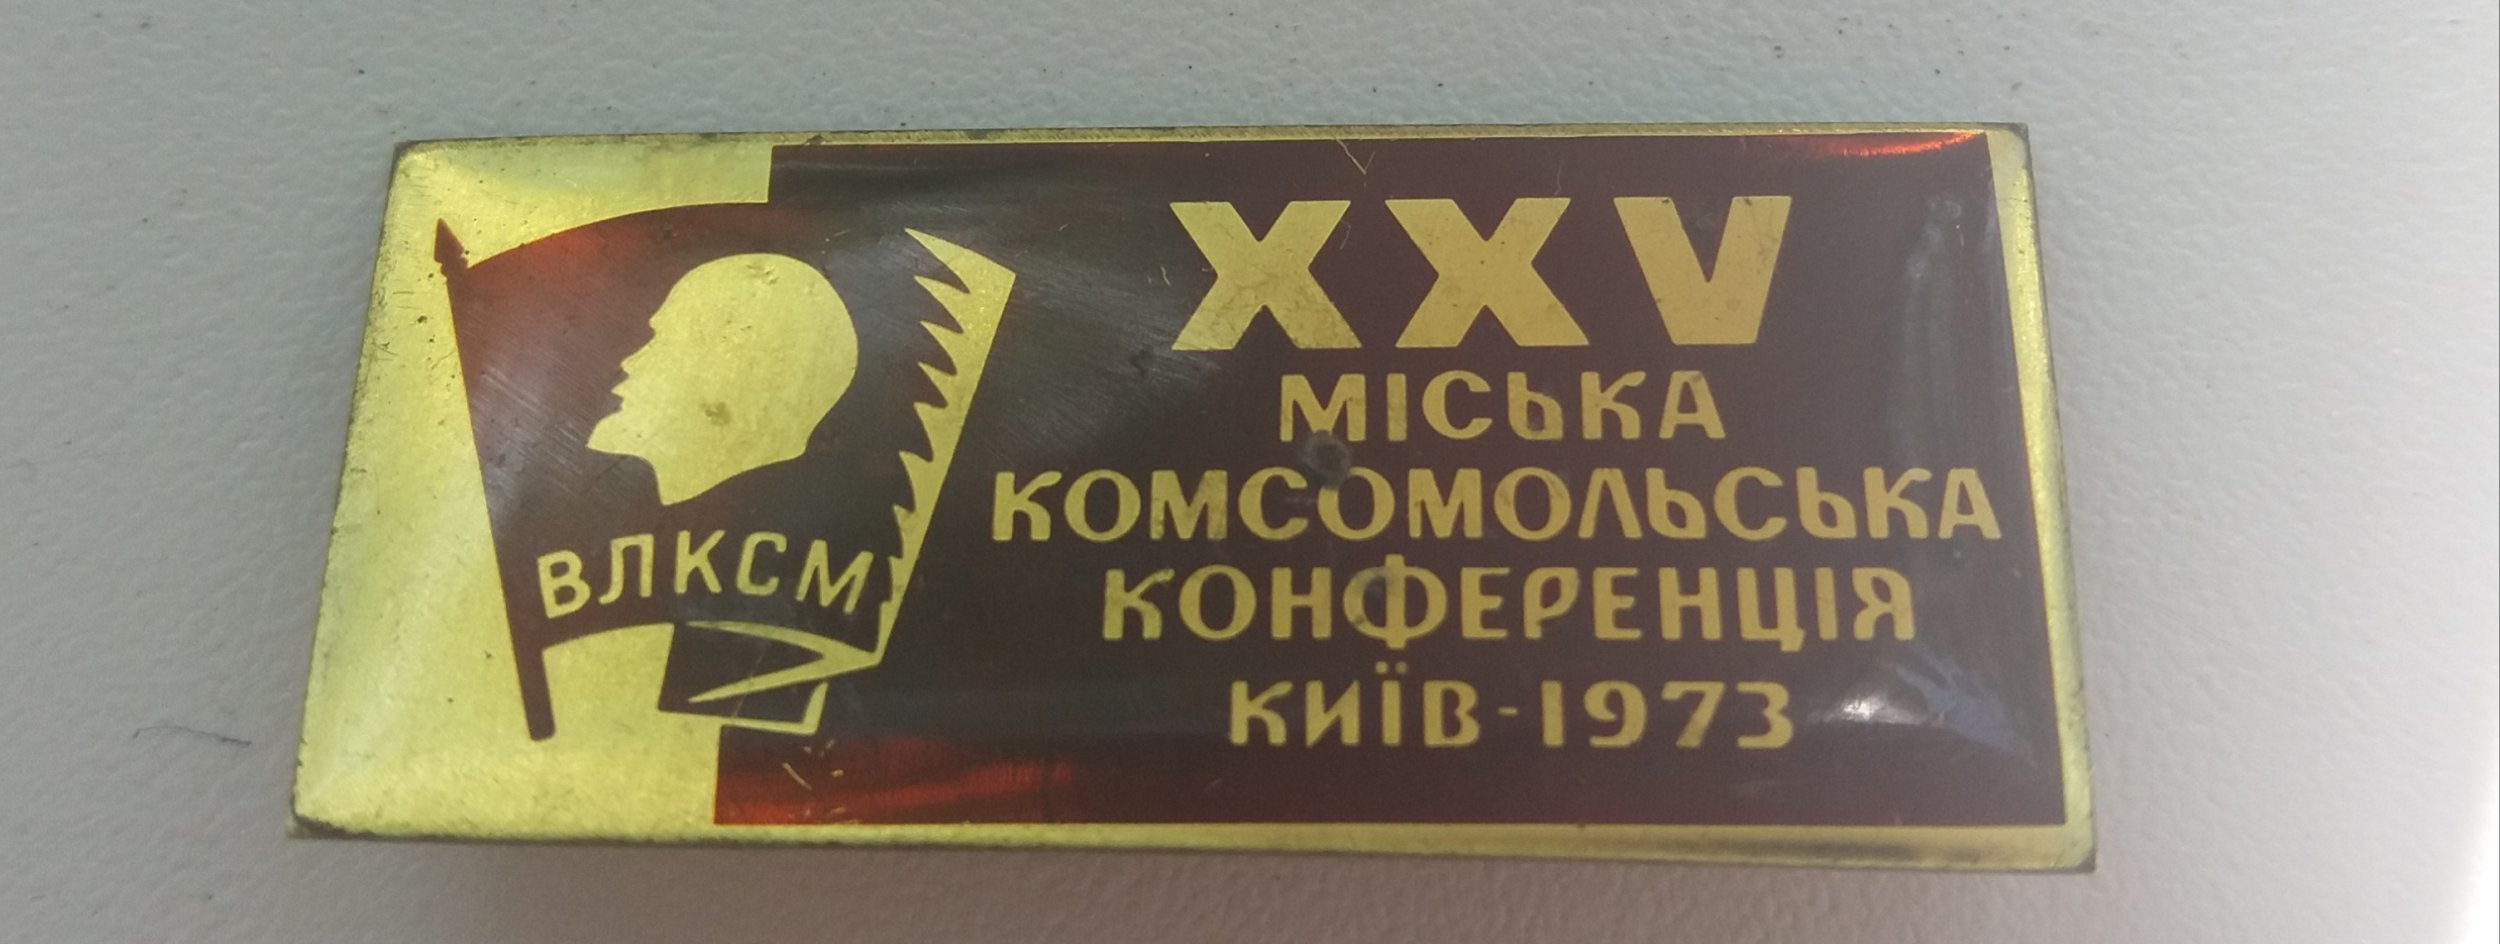 ВЛКСМ
XXV
МІСЬКА
КОМСОМОЛЬСЬКА
КОНФЕРЕНЦІЯ
КИЇВ-1973